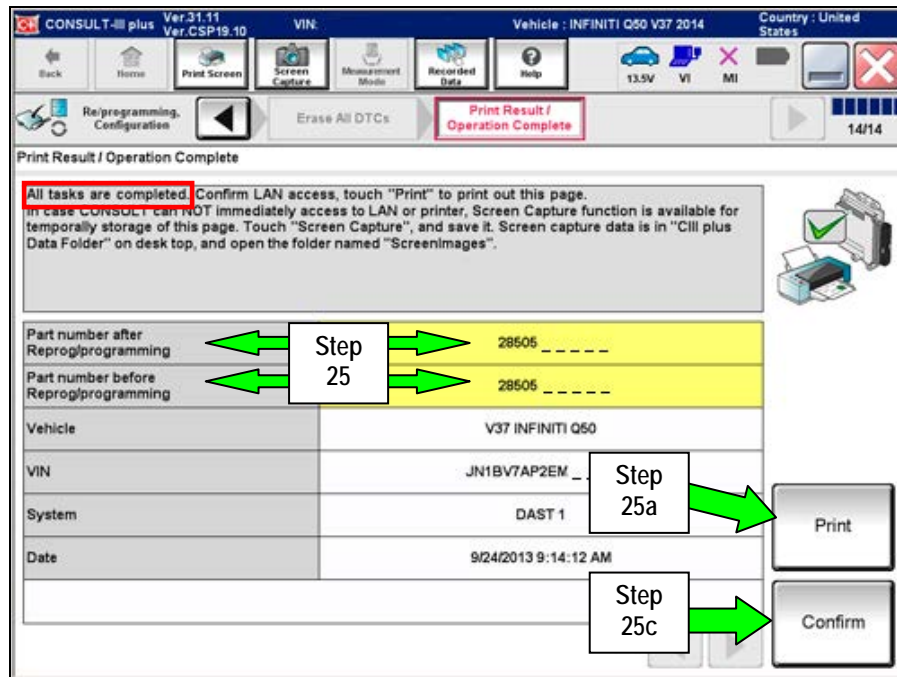 CONSULT-III plus Ver.31.11 VIN: Vehicle : INFINITI Q50 V37 2014 Country : United
Ver.CSP19.10 States
Back Home Print Screen Screen Capture Measurement Mode Recorded Data Help 13.5V VI MI
Re/programming, Configuration Erase All DTCs Print Result / Operation Complete 14/14
Print Result / Operation Complete
All tasks are completed. Confirm LAN access, touch "Print" to print out this page.
In case CONSULT can NOT immediately access to LAN or printer, Screen Capture function is available for
temporally storage of this page. Touch "Screen Capture", and save it. Screen capture data is in "CIII plus
Data Folder" on desk top, and open the folder named "ScreenImages".
Part number after
Reprog/programming
28505 _ _ _ _ _
Step
25
Part number before
Reprog/programming
28505 _ _ _ _ _
Vehicle V37 INFINITI Q50
VIN JN1BV7AP2EM _
Step
25a
System DAST 1
Print
Date 9/24/2013 9:14:12 AM
Step
25c
Confirm